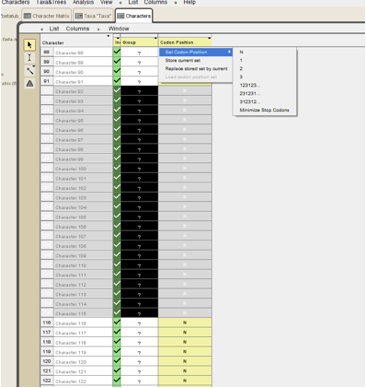 Characters Taxa&Trees Analysis View List Columns Help
Character Matrix Taxa "Taxa" Characters
List Columns Window
Character In Group Codon Position
88 Character 88 ?
89 Character 89 ?
90 Character 90 ?
91 Character 91 ?
Set Codon Position
Store current set
Replace stored set by current
Load codon position set
N
1
2
3
123123...
231231...
312312...
Minimize Stop Codons
Character 92 ?
Character 93 ?
Character 94 ?
Character 95 ?
Character 96 ?
Character 97 ?
Character 98 ?
Character 99 ?
Character 100 ?
Character 101 ?
Character 102 ?
Character 103 ?
Character 104 ?
Character 105 ?
Character 106 ?
Character 107 ?
Character 108 ?
Character 109 ?
Character 110 ?
Character 111 ?
Character 112 ?
Character 113 ?
Character 114 ?
Character 115 ?
116 Character 116 ? N
117 Character 117 ? N
118 Character 118 ? N
119 Character 119 ? N
120 Character 120 ? N
121 Character 121 ? N
122 Character 122 ? N